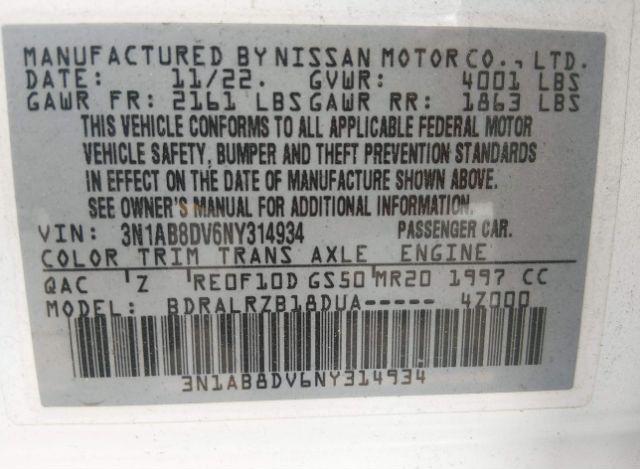 MANUFACTURED BY NISSAN MOTOR CO., LTD.
DATE: 11/22. GVWR: 4001 LBS
GAWR FR: 2161 LBS GAWR RR: 1863 LBS
THIS VEHICLE CONFORMS TO ALL APPLICABLE FEDERAL MOTOR
VEHICLE SAFETY, BUMPER AND THEFT PREVENTION STANDARDS
IN EFFECT ON THE DATE OF MANUFACTURE SHOWN ABOVE.
SEE OWNER'S MANUAL FOR ADDITIONAL INFORMATION.
VIN: 3N1AB8DV6NY314934 PASSENGER CAR.
COLOR TRIM TRANS AXLE ENGINE
QAC Z RE0F10D GS50 MR20 1997 CC
MODEL: BDRALRZB18DUA----- 4Z000
3N1AB8DV6NY314934